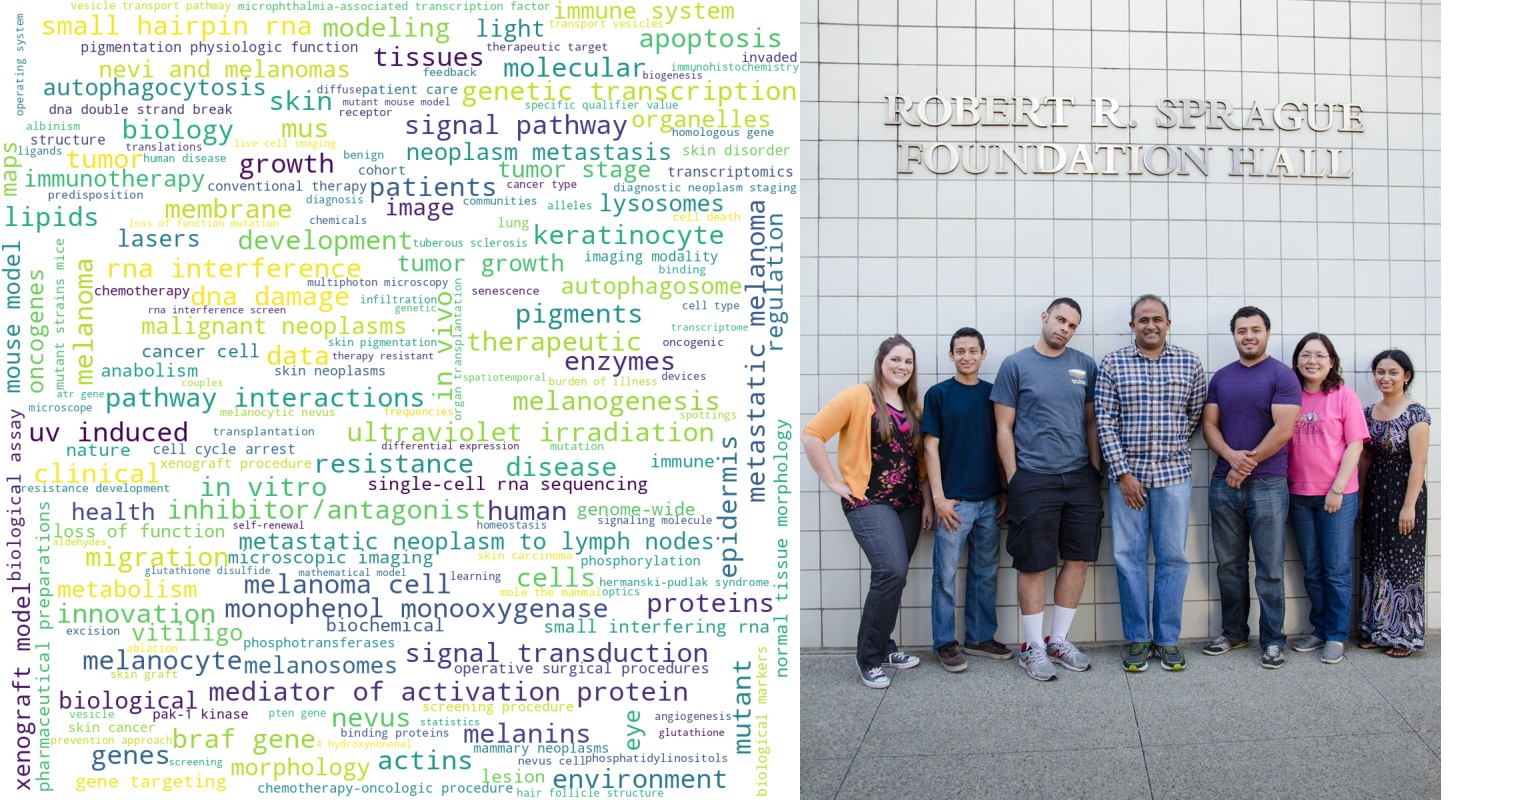 vesicle transport pathway
microphthalmia-associated transcription factor
immune system
operating system
small hairpin rna
modeling
light
transport vesicles
apoptosis
pigmentation physiologic function
tissues
therapeutic target
invaded
nevi and melanomas
feedback
molecular
biogenesis
immunohistochemistry
autophagocytosis
diffuse
patient care
genetic transcription
dna double strand break
skin
mutant mouse model
specific qualifier value
receptor
albinism
biology
mus
signal pathway
organelles
homologous gene
structure
translations
live cell imaging
ligands
tumor
human disease
growth
benign
neoplasm metastasis
skin disorder
maps
immunotherapy
cohort
tumor stage
transcriptomics
conventional therapy
patients
cancer type
diagnostic neoplasm staging
predisposition
diagnosis
communities
alleles
lysosomes
lipids
membrane
image
loss of function mutation
chemicals
lung
cell death
lasers
development
tuberous sclerosis
keratinocyte
mouse model
oncogenes
mutant strains mice
melanoma
rna interference
tumor growth
imaging modality
binding
metastatic melanoma
regulation
chemotherapy
dna damage
multiphoton microscopy
infiltration
genetic
senescence
autophagosome
rna interference screen
in vivo
organ transplantation
cell type
malignant neoplasms
pigments
transcriptome
skin pigmentation
therapeutic
oncogenic
cancer cell
data
therapy resistant
enzymes
anabolism
skin neoplasms
spatiotemporal
burden of illness
devices
couples
atr gene
pathway interactions
melanogenesis
microscope
melanocytic nevus
frequencies
spottings
uv induced
transplantation
ultraviolet irradiation
nature
cell cycle arrest
differential expression
mutation
clinical
xenograft procedure
resistance
disease
immune
resistance development
in vitro
single-cell rna sequencing
biological assay
epidermis
normal tissue morphology
health
inhibitor/antagonist
human
genome-wide
loss of function
self-renewal
homeostasis
signaling molecule
aldehydes
metastatic neoplasm to lymph nodes
migration
microscopic imaging
skin carcinoma
phosphorylation
glutathione disulfide
mathematical model
learning
cells
hermanski-pudlak syndrome
metabolism
melanoma cell
mole the mammal
optics
innovation
monophenol monooxygenase
proteins
excision
vitiligo
biochemical
small interfering rna
phosphotransferases
ablation
melanocyte
melanosomes
signal transduction
skin graft
operative surgical procedures
xenograft model
pharmaceutical preparations
biological
mediator of activation protein
mutant
biological markers
vesicle
pak-1 kinase
pten gene
nevus
screening procedure
statistics
eye
angiogenesis
skin cancer
binding proteins
melanins
glutathione
prevention approach
braf gene
4 hydroxynonenal
mammary neoplasms
genes
screening
actins
nevus cell
phosphatidylinositols
gene targeting
morphology
lesion
environment
chemotherapy-oncologic procedure
hair follicle structure
ROBERT R. SPRAGUE
FOUNDATION HALL